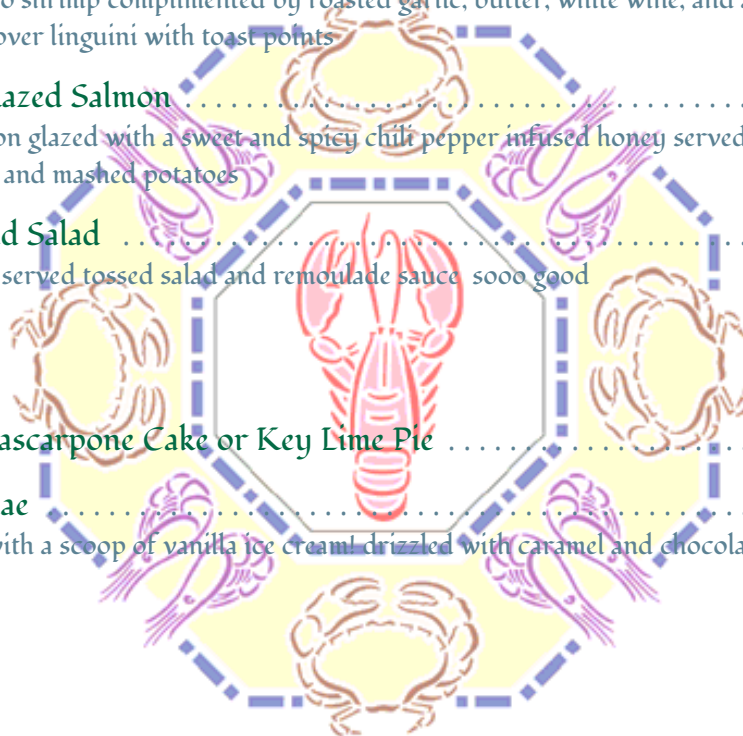 shrimp complimented by roasted garlic, butter, white wine, and
over linguini with toast points
azed Salmon . . . . . . . . . . . . . . . . . . . . . . . . . . . . . . . . . . . . . . . .
on glazed with a sweet and spicy chili pepper infused honey served
and mashed potatoes
d Salad . . . . . . . . . . . . . . . . . . . . . . . . . . . . . . . . . . . . . . . . . . . .
served tossed salad and remoulade sauce sooo good
ascarpone Cake or Key Lime Pie . . . . . . . . . . . . . . . . . . . . .
ae . . . . . . . . . . . . . . . . . . . . . . . . . . . . . . . . . . . . . . . . . . . . . . . . .
with a scoop of vanilla ice cream! drizzled with caramel and chocola